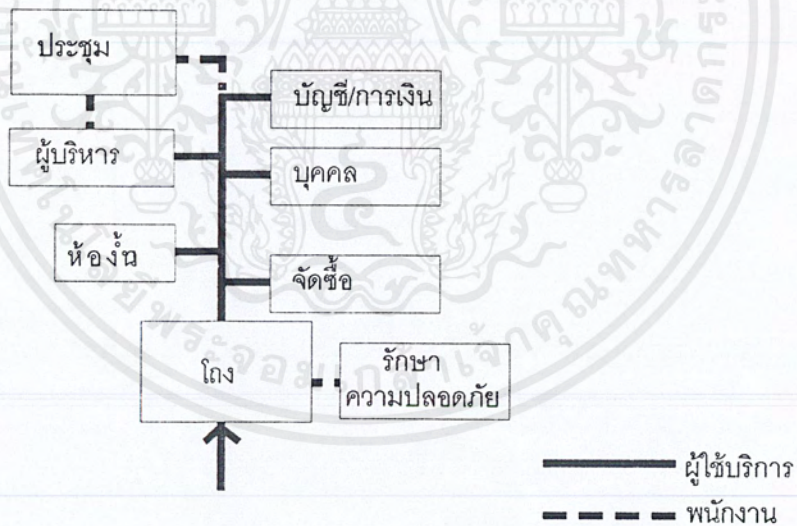 ประชุม
บัญชี/การเงิน
ผู้บริหาร
บุคคล
ห้องงั้น
จัดซื้อ
โถง
รักษา
ความปลอดภัย
ผู้ใช้บริการ
พนักงาน